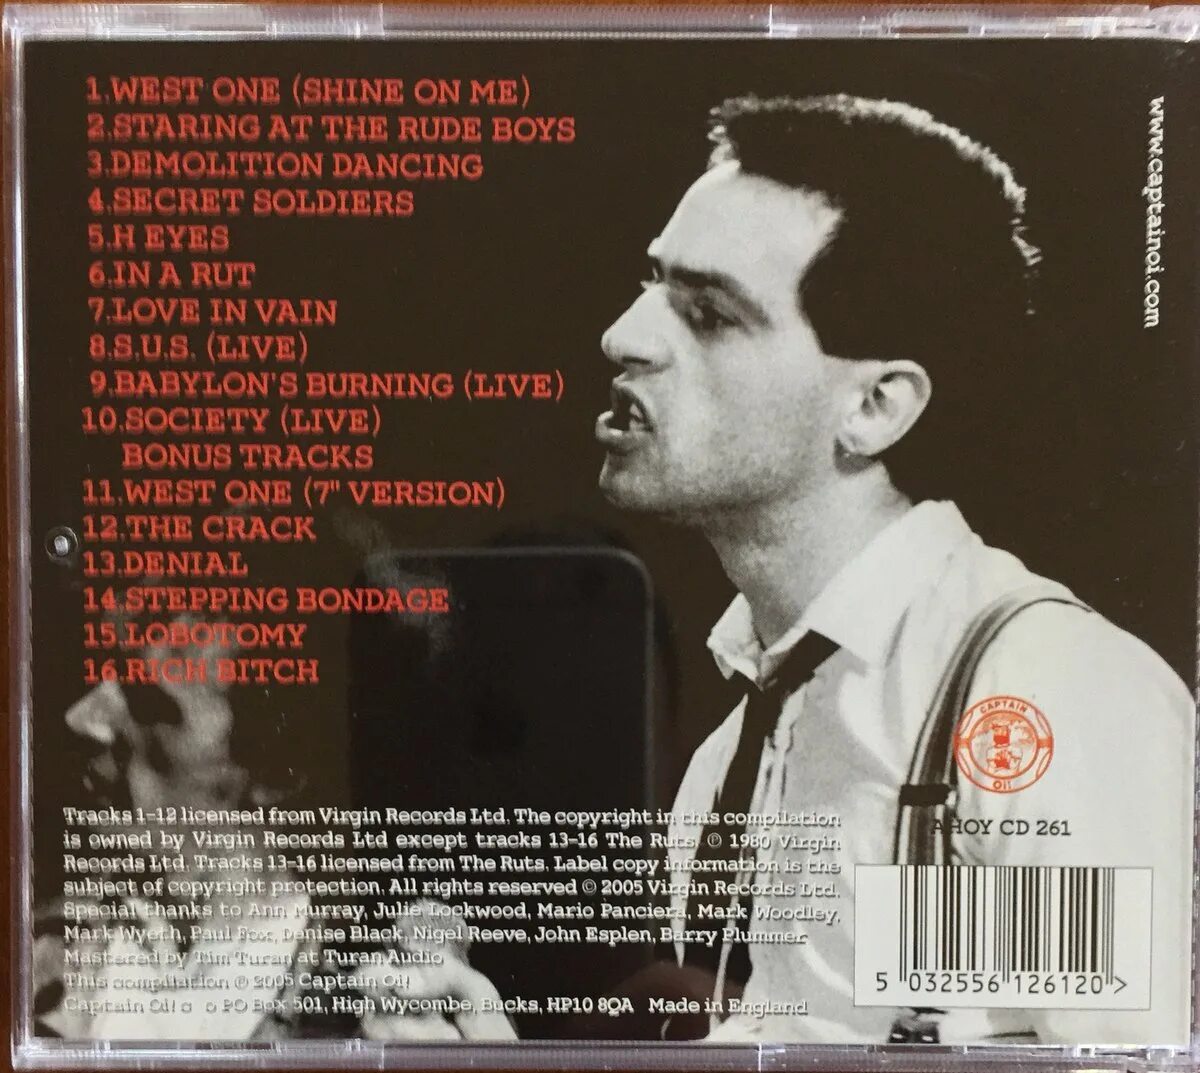 1.WEST ONE (SHINE ON ME)
2.STARING AT THE RUDE BOYS
3.DEMOLITION DANCING
4.SECRET SOLDIERS
5.H EYES
6.IN A RUT
7.LOVE IN VAIN
8.S.U.S. (LIVE)
9.BABYLON'S BURNING (LIVE)
10.SOCIETY (LIVE)
BONUS TRACKS
11.WEST ONE (7" VERSION)
12.THE CRACK
13.DENIAL
14.STEPPING BONDAGE
15.LOBOTOMY
16.RICH BITCH
www.captainoi.com
CAPTAIN
OI!
AHOY CD 261
Tracks 1-12 licensed from Virgin Records Ltd. The copyright in this compilation
is owned by Virgin Records Ltd except tracks 13-16 The Ruts. ℗ 1980 Virgin
Records Ltd. Tracks 13-16 licensed from The Ruts. Label copy information is the
subject of copyright protection. All rights reserved © 2005 Virgin Records Ltd.
Special thanks to Ann Murray, Julie Lockwood, Mario Panciera, Mark Woodley,
Mark Wyeth, Paul Fox, Denise Black, Nigel Reeve, John Esplen, Barry Plummer
Mastered by Tim Turan at Turan Audio
This compilation ℗ 2005 Captain Oi!
Captain Oi! c o PO Box 501, High Wycombe, Bucks, HP10 8QA Made in England
5 032556 126120 >